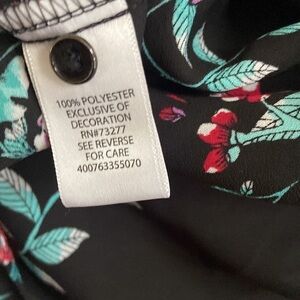 100% POLYESTER
EXCLUSIVE OF
DECORATION
RN#73277
SEE REVERSE
FOR CARE
400763355070